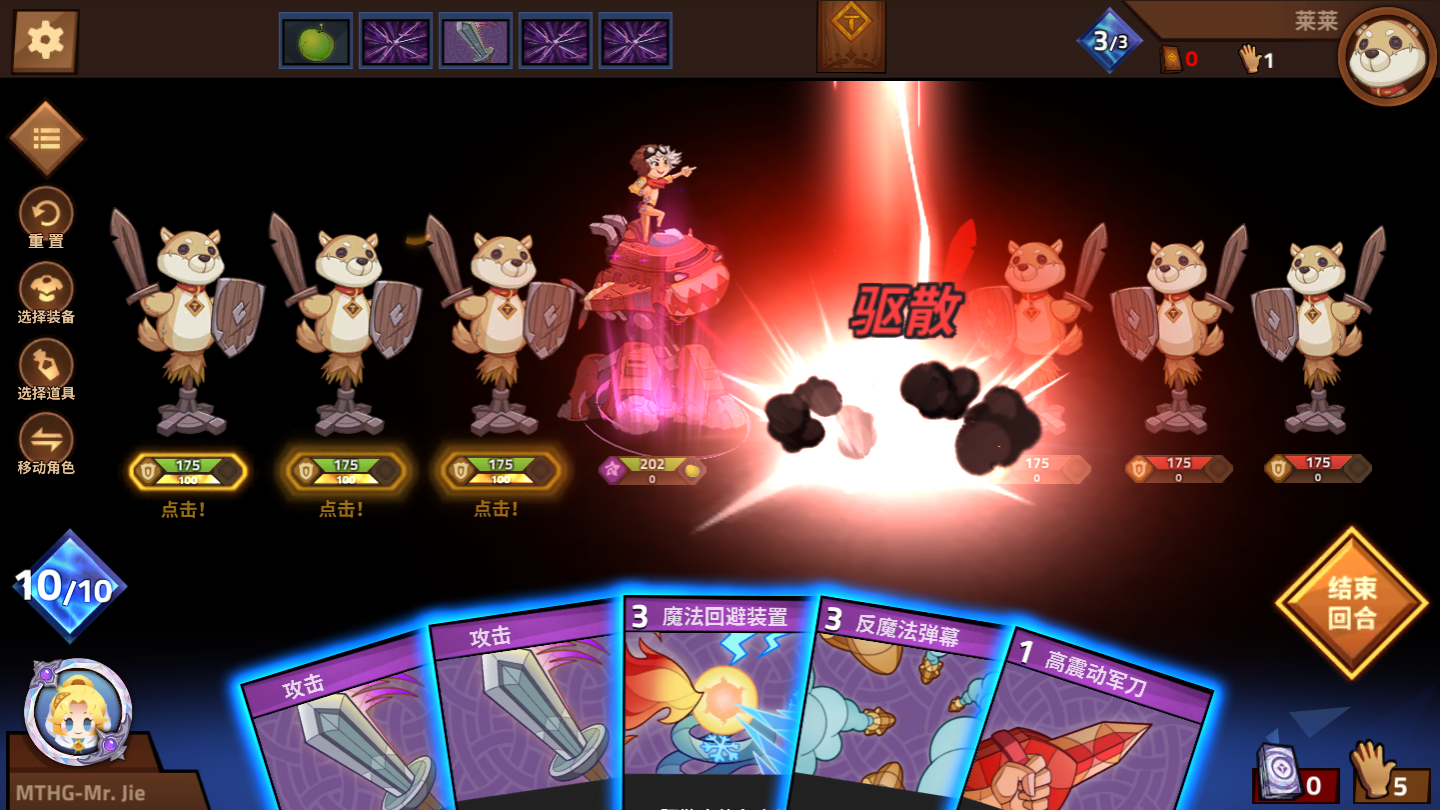 莱莱
3/3
0
1
重置
选择装备
选择道具
移动角色
驱散
175
100
175
100
175
100
202
0
175
0
175
0
175
0
点击!
点击!
点击!
10/10
结束
回合
攻击
攻击
3 魔法回避装置
3 反魔法弹幕
1 高震动军刀
MTHG-Mr. Jie
0
5